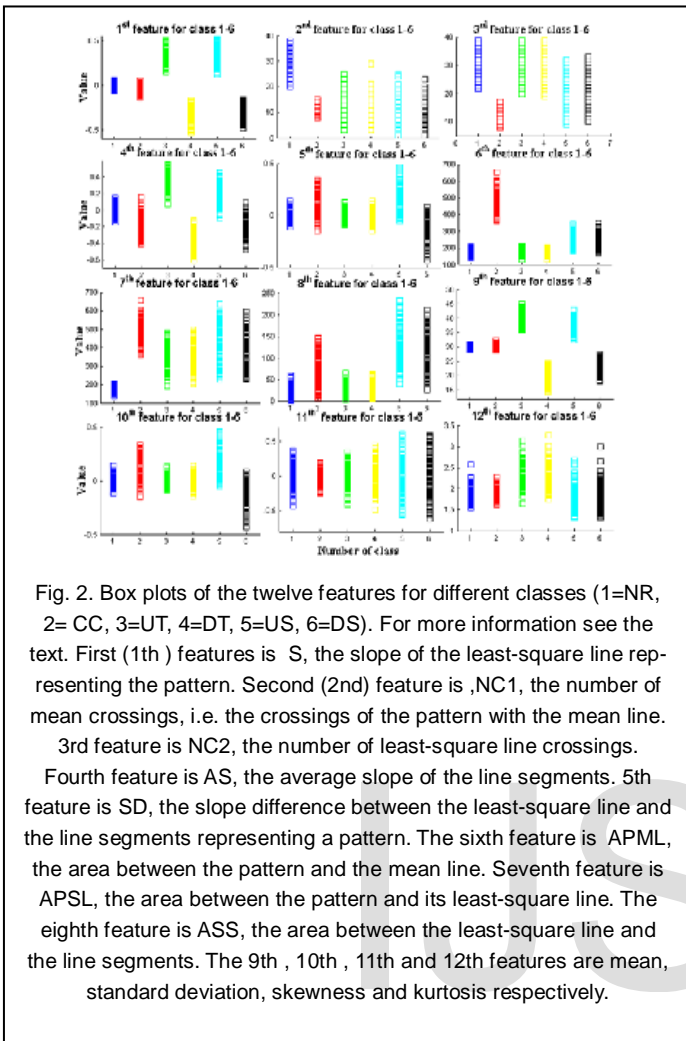 1st feature for class 1-6 2nd feature for class 1-6 3rd feature for class 1-6
Value
4th feature for class 1-6 5th feature for class 1-6 6th feature for class 1-6
Value
7th feature for class 1-6 8th feature for class 1-6 9th feature for class 1-6
Value
10th feature for class 1-6 11th feature for class 1-6 12th feature for class 1-6
Value
Number of class
Fig. 2. Box plots of the twelve features for different classes (1=NR,
2= CC, 3=UT, 4=DT, 5=US, 6=DS). For more information see the
text. First (1th ) features is S, the slope of the least-square line rep-
resenting the pattern. Second (2nd) feature is ,NC1, the number of
mean crossings, i.e. the crossings of the pattern with the mean line.
3rd feature is NC2, the number of least-square line crossings.
Fourth feature is AS, the average slope of the line segments. 5th
feature is SD, the slope difference between the least-square line and
the line segments representing a pattern. The sixth feature is APML,
the area between the pattern and the mean line. Seventh feature is
APSL, the area between the pattern and its least-square line. The
eighth feature is ASS, the area between the least-square line and
the line segments. The 9th , 10th , 11th and 12th features are mean,
standard deviation, skewness and kurtosis respectively.